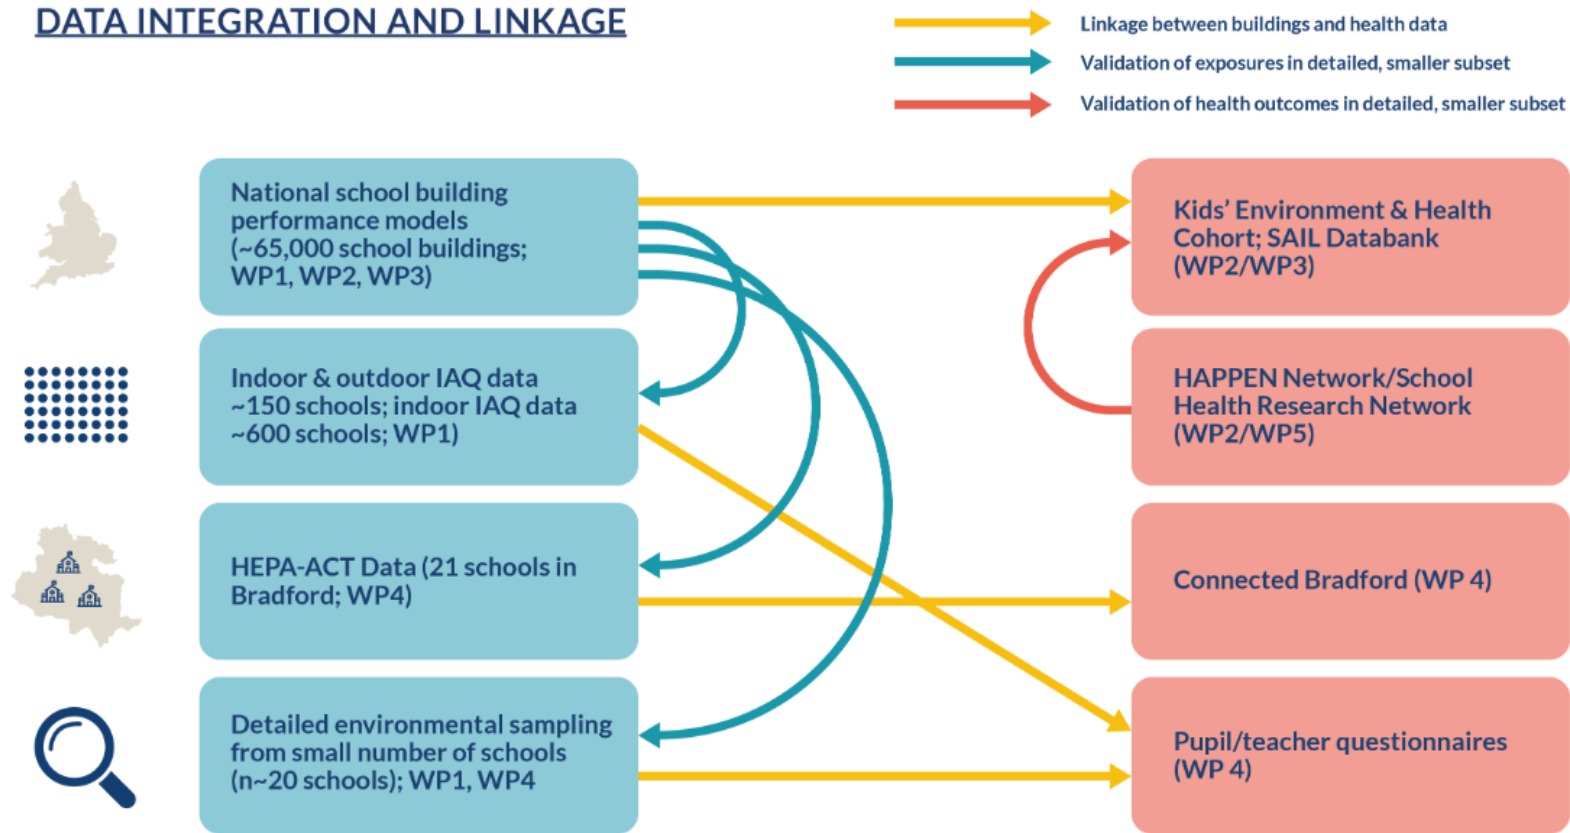 DATA INTEGRATION AND LINKAGE
Linkage between buildings and health data
Validation of exposures in detailed, smaller subset
Validation of health outcomes in detailed, smaller subset
National school building
performance models
(~65,000 school buildings;
WP1, WP2, WP3)
Kids' Environment & Health
Cohort; SAIL Databank
(WP2/WP3)
Indoor & outdoor IAQ data
~150 schools; indoor IAQ data
~600 schools; WP1)
HAPPEN Network/School
Health Research Network
(WP2/WP5)
HEPA-ACT Data (21 schools in
Bradford; WP4)
Connected Bradford (WP 4)
Detailed environmental sampling
from small number of schools
(n~20 schools); WP1, WP4
Pupil/teacher questionnaires
(WP 4)